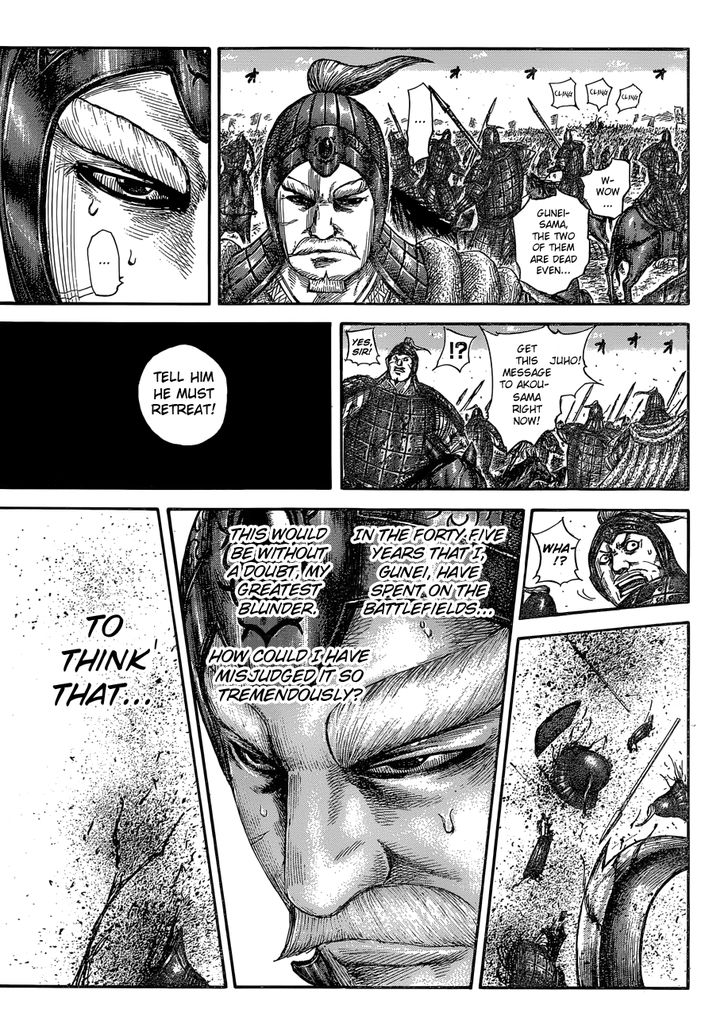 CLING
CLING
CLING
W-
WOW
...
GUNEI-
SAMA,
THE TWO
OF THEM
ARE DEAD
EVEN...
...
...
JUHO!
GET
THIS
MESSAGE
TO AKOU-
SAMA
RIGHT
NOW!
!?
YES,
SIR!
TELL HIM
HE MUST
RETREAT!
WHA-
!?
IN THE FORTY FIVE
YEARS THAT I,
GUNEI, HAVE
SPENT ON THE
BATTLEFIELDS...
THIS WOULD
BE WITHOUT
A DOUBT, MY
GREATEST
BLUNDER.
HOW COULD I HAVE
MISJUDGED IT SO
TREMENDOUSLY?
TO
THINK
THAT...